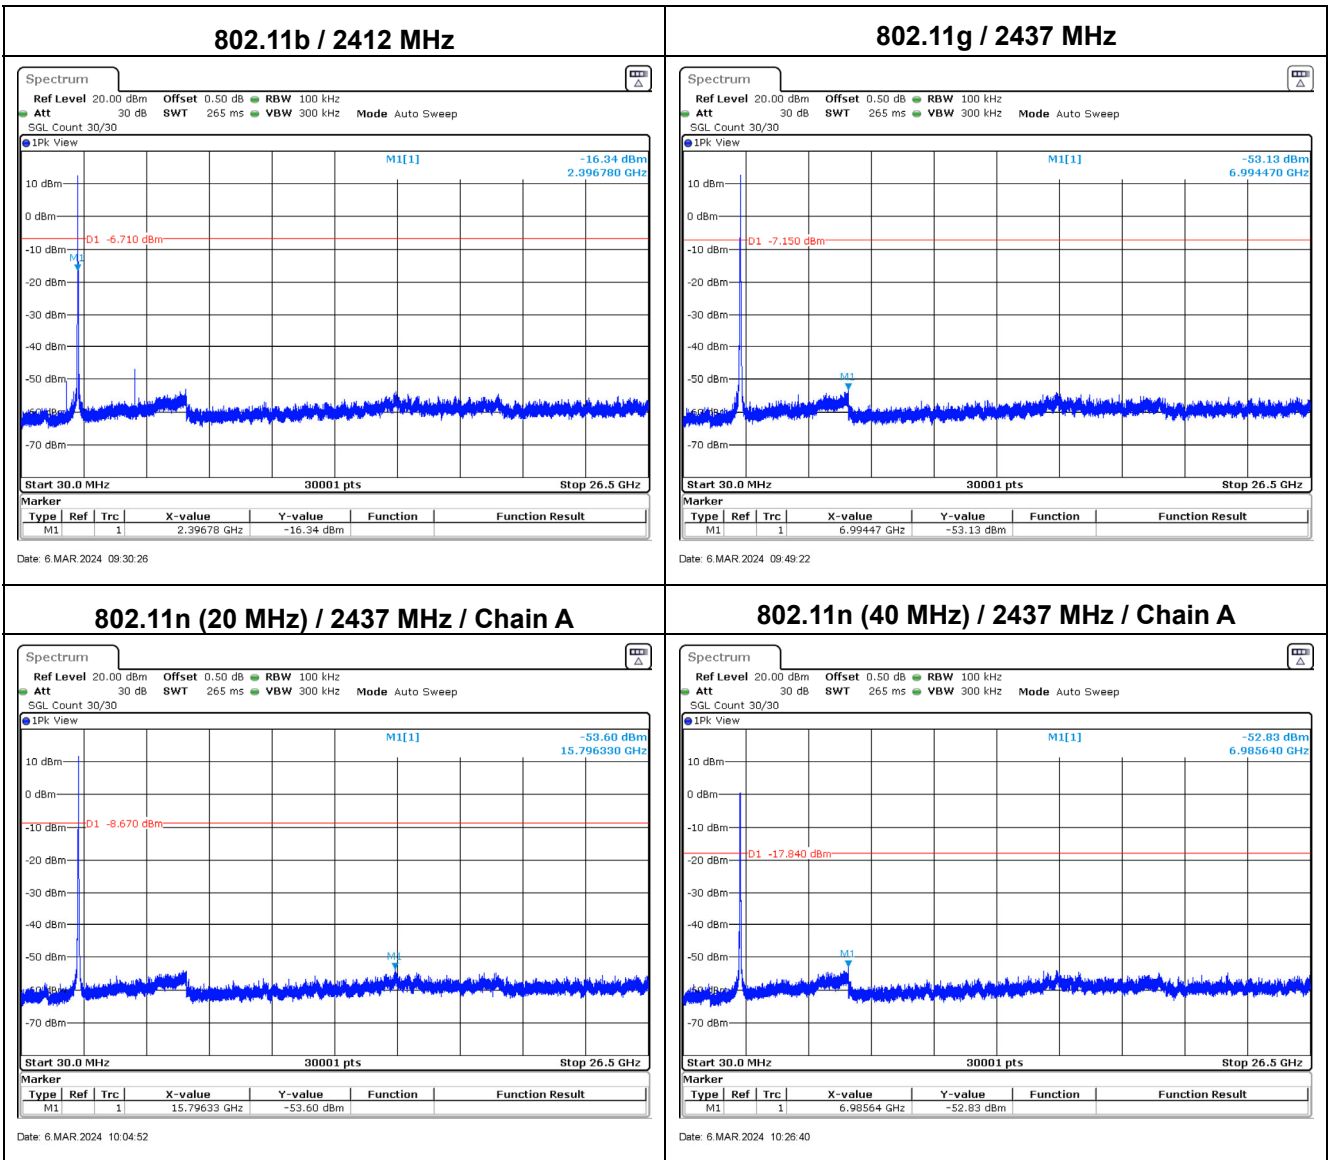 802.11b / 2412 MHz
Spectrum
Ref Level 20.00 dBm Offset 0.50 dB RBW 100 kHz
Att 30 dB SWT 265 ms VBW 300 kHz Mode Auto Sweep
SGL Count 30/30
1Pk View
M1[1] -16.34 dBm
2.396780 GHz
10 dBm
0 dBm
D1 -6.710 dBm
-10 dBm
M1
-20 dBm
-30 dBm
-40 dBm
-50 dBm
-60 dBm
-70 dBm
Start 30.0 MHz 30001 pts Stop 26.5 GHz
Marker
Type Ref Trc X-value Y-value Function Function Result
M1 1 2.39678 GHz -16.34 dBm
Date: 6.MAR.2024 09:30:26
802.11g / 2437 MHz
Spectrum
Ref Level 20.00 dBm Offset 0.50 dB RBW 100 kHz
Att 30 dB SWT 265 ms VBW 300 kHz Mode Auto Sweep
SGL Count 30/30
1Pk View
M1[1] -53.13 dBm
6.994470 GHz
10 dBm
0 dBm
D1 -7.150 dBm
-10 dBm
-20 dBm
-30 dBm
-40 dBm
M1
-50 dBm
-60 dBm
-70 dBm
Start 30.0 MHz 30001 pts Stop 26.5 GHz
Marker
Type Ref Trc X-value Y-value Function Function Result
M1 1 6.99447 GHz -53.13 dBm
Date: 6.MAR.2024 09:49:22
802.11n (20 MHz) / 2437 MHz / Chain A
Spectrum
Ref Level 20.00 dBm Offset 0.50 dB RBW 100 kHz
Att 30 dB SWT 265 ms VBW 300 kHz Mode Auto Sweep
SGL Count 30/30
1Pk View
M1[1] -53.60 dBm
15.796330 GHz
10 dBm
0 dBm
D1 -8.670 dBm
-10 dBm
-20 dBm
-30 dBm
-40 dBm
M1
-50 dBm
-60 dBm
-70 dBm
Start 30.0 MHz 30001 pts Stop 26.5 GHz
Marker
Type Ref Trc X-value Y-value Function Function Result
M1 1 15.79633 GHz -53.60 dBm
Date: 6.MAR.2024 10:04:52
802.11n (40 MHz) / 2437 MHz / Chain A
Spectrum
Ref Level 20.00 dBm Offset 0.50 dB RBW 100 kHz
Att 30 dB SWT 265 ms VBW 300 kHz Mode Auto Sweep
SGL Count 30/30
1Pk View
M1[1] -52.83 dBm
6.985640 GHz
10 dBm
0 dBm
-10 dBm
D1 -17.840 dBm
-20 dBm
-30 dBm
-40 dBm
M1
-50 dBm
-60 dBm
-70 dBm
Start 30.0 MHz 30001 pts Stop 26.5 GHz
Marker
Type Ref Trc X-value Y-value Function Function Result
M1 1 6.98564 GHz -52.83 dBm
Date: 6.MAR.2024 10:26:40